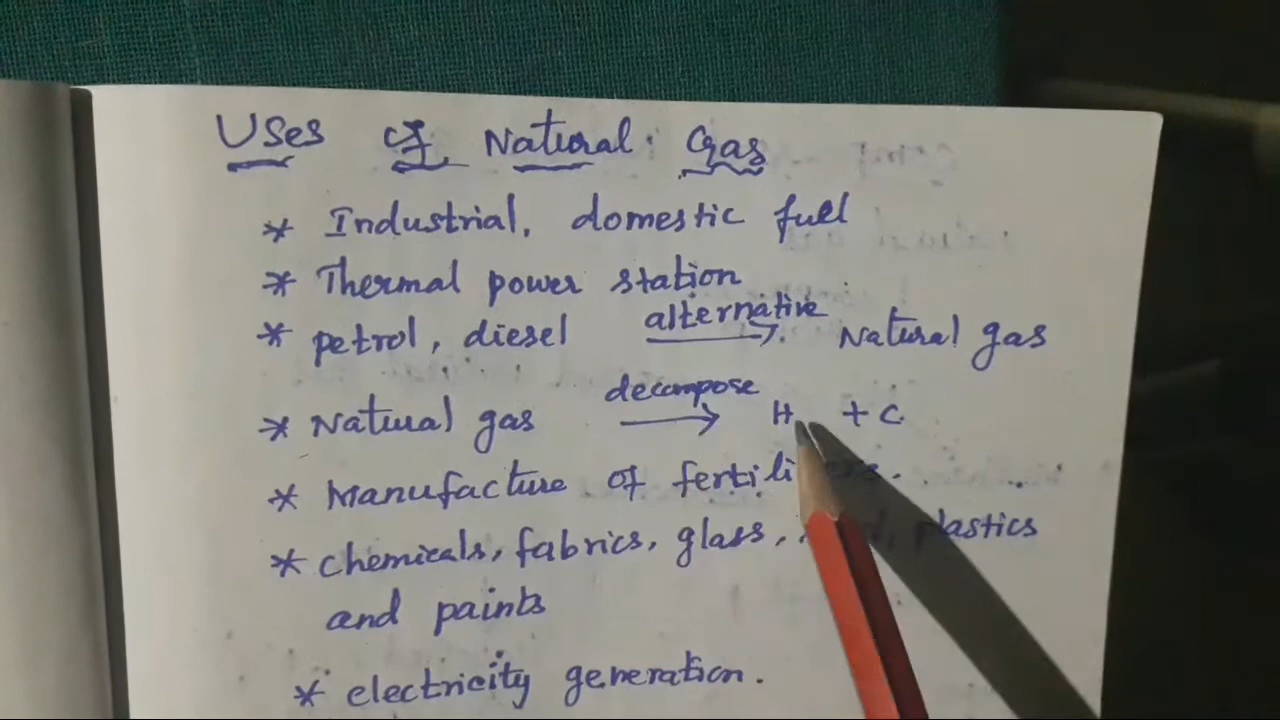 Uses of Natural Gas
* Industrial, domestic fuel
* Thermal power station
* petrol, diesel alternative → Natural gas
* Natural gas decompose → H + C
* Manufacture of
* chemicals, fabrics, glass, plastics
and paints
* electricity generation.